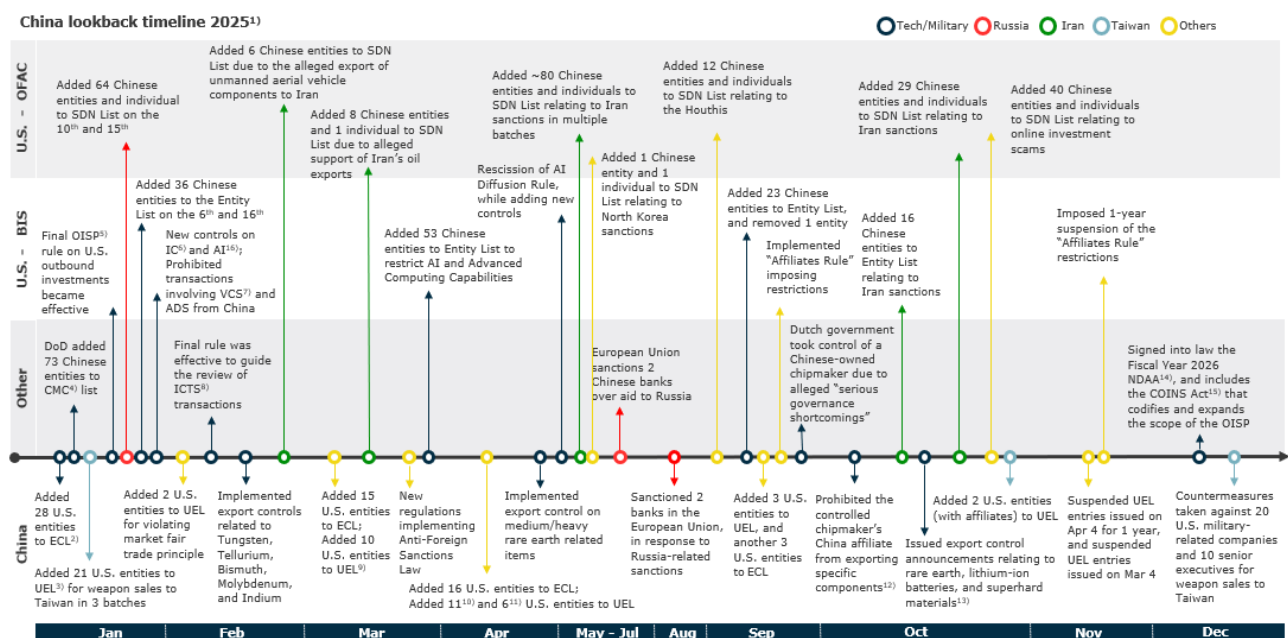 China lookback timeline 2025¹⁾
Tech/Military
Russia
Iran
Taiwan
Others
U.S. - OFAC
Added 64 Chinese
entities and individual
to SDN List on the
10th and 15th
Added 6 Chinese entities to SDN
List due to the alleged export of
unmanned aerial vehicle
components to Iran
Added 8 Chinese entities
and 1 individual to SDN
List due to alleged
support of Iran's oil
exports
Added ~80 Chinese
entities and individuals to
SDN List relating to Iran
sanctions in multiple
batches
Added 1 Chinese
entity and 1
individual to SDN
List relating to
North Korea
sanctions
Added 12 Chinese
entities and individuals
to SDN List relating to
the Houthis
Added 29 Chinese
entities and individuals
to SDN List relating to
Iran sanctions
Added 40 Chinese
entities and individuals
to SDN List relating to
online investment
scams
U.S. - BIS
Final OISP⁵⁾
rule on U.S.
outbound
investments
became
effective
Added 36 Chinese
entities to the Entity
List on the 6th and 16th
New controls on
IC⁶⁾ and AI¹⁶⁾;
Prohibited
transactions
involving VCS⁷⁾ and
ADS from China
Added 53 Chinese
entities to Entity List to
restrict AI and Advanced
Computing Capabilities
Rescission of AI
Diffusion Rule,
while adding new
controls
Added 23 Chinese
entities to Entity List,
and removed 1 entity
Implemented
"Affiliates Rule"
imposing
restrictions
Added 16
Chinese
entities to
Entity List
relating to
Iran sanctions
Imposed 1-year
suspension of the
"Affiliates Rule"
restrictions
Other
DoD added
73 Chinese
entities to
CMC⁴⁾ list
Final rule was
effective to guide
the review of
ICTS⁸⁾
transactions
European Union
sanctions 2
Chinese banks
over aid to Russia
Dutch government
took control of a
Chinese-owned
chipmaker due to
alleged "serious
governance
shortcomings"
Signed into law the
Fiscal Year 2026
NDAA¹⁴⁾, and includes
the COINS Act¹⁵⁾ that
codifies and expands
the scope of the OISP
China
Added
28 U.S.
entities
to ECL²⁾
Added 21 U.S. entities to
UEL³⁾ for weapon sales to
Taiwan in 3 batches
Added 2 U.S.
entities to UEL
for violating
market fair
trade principle
Implemented
export controls
related to
Tungsten,
Tellurium,
Bismuth,
Molybdenum,
and Indium
Added 15
U.S. entities
to ECL;
Added 10
U.S. entities
to UEL⁹⁾
New
regulations
implementing
Anti-Foreign
Sanctions
Law
Added 16 U.S. entities to ECL;
Added 11¹⁰⁾ and 6¹¹⁾ U.S. entities to UEL
Implemented
export control on
medium/heavy
rare earth related
items
Sanctioned 2
banks in the
European Union,
in response to
Russia-related
sanctions
Added 3 U.S.
entities to
UEL, and
another 3
U.S. entities
to ECL
Prohibited the
controlled
chipmaker's
China affiliate
from exporting
specific
components¹²⁾
Added 2 U.S. entities
(with affiliates) to UEL
Issued export control
announcements relating to
rare earth, lithium-ion
batteries, and superhard
materials¹³⁾
Suspended UEL
entries issued on
Apr 4 for 1 year,
and suspended
UEL entries
issued on Mar 4
Countermeasures
taken against 20
U.S. military-
related companies
and 10 senior
executives for
weapon sales to
Taiwan
Jan
Feb
Mar
Apr
May - Jul
Aug
Sep
Oct
Nov
Dec